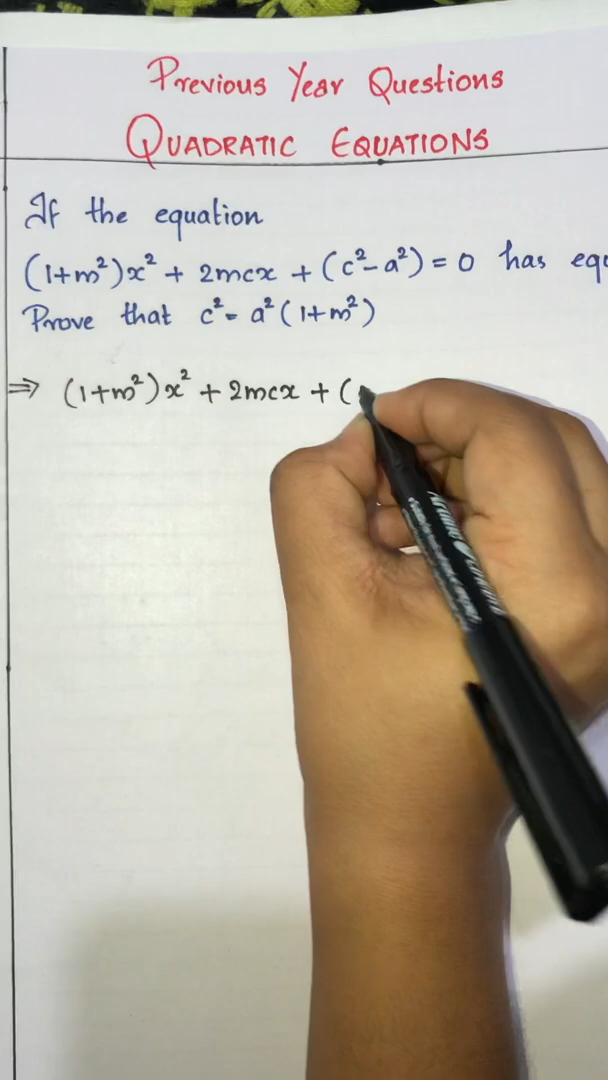 Previous Year Questions
QUADRATIC EQUATIONS
If the equation
(1+m²)x² + 2mcx + (c²-a²) = 0 has
Prove that c² = a²(1+m²)
⇒ (1+m²)x² + 2mcx + (